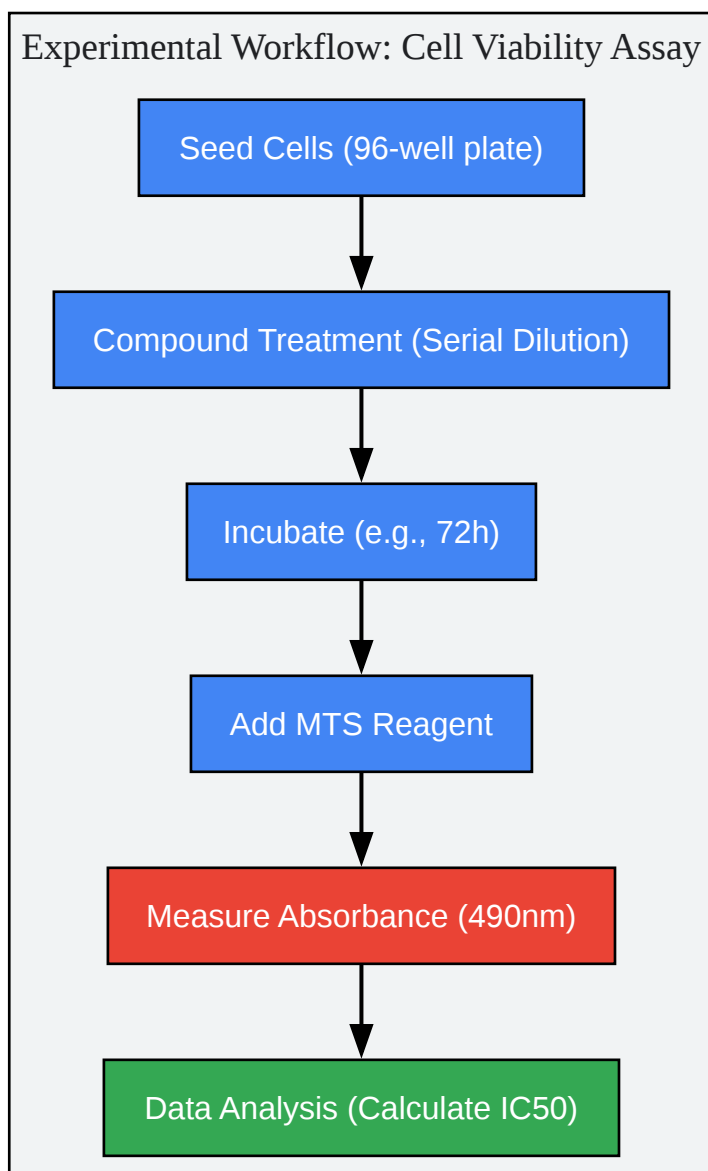 Experimental Workflow: Cell Viability Assay
Seed Cells (96-well plate)
Compound Treatment (Serial Dilution)
Incubate (e.g., 72h)
Add MTS Reagent
Measure Absorbance (490nm)
Data Analysis (Calculate IC50)